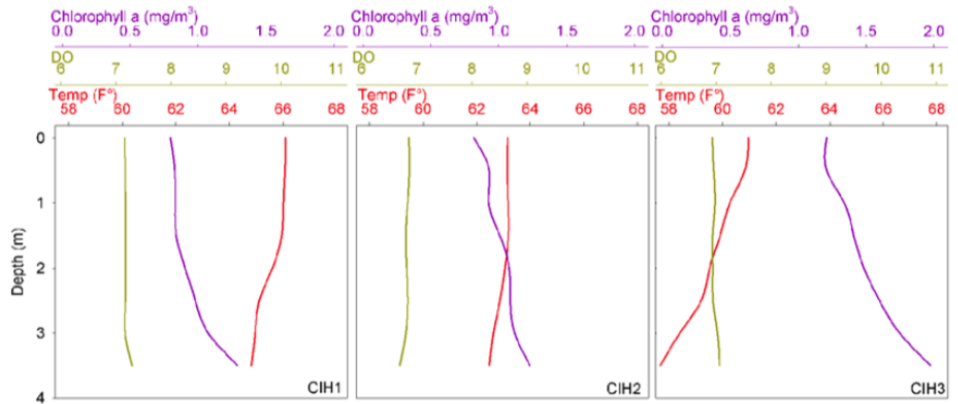 Chlorophyll a (mg/m³) Chlorophyll a (mg/m³) Chlorophyll a (mg/m³)
0.0 0.5 1.0 1.5 2.0 0.0 0.5 1.0 1.5 2.0 0.0 0.5 1.0 1.5 2.0
DO DO DO
6 7 8 9 10 11 6 7 8 9 10 11 6 7 8 9 10 11
Temp (F°) Temp (F°) Temp (F°)
58 60 62 64 66 68 58 60 62 64 66 68 58 60 62 64 66 68
0
1
2
3
4
Depth (m)
CIH1 CIH2 CIH3